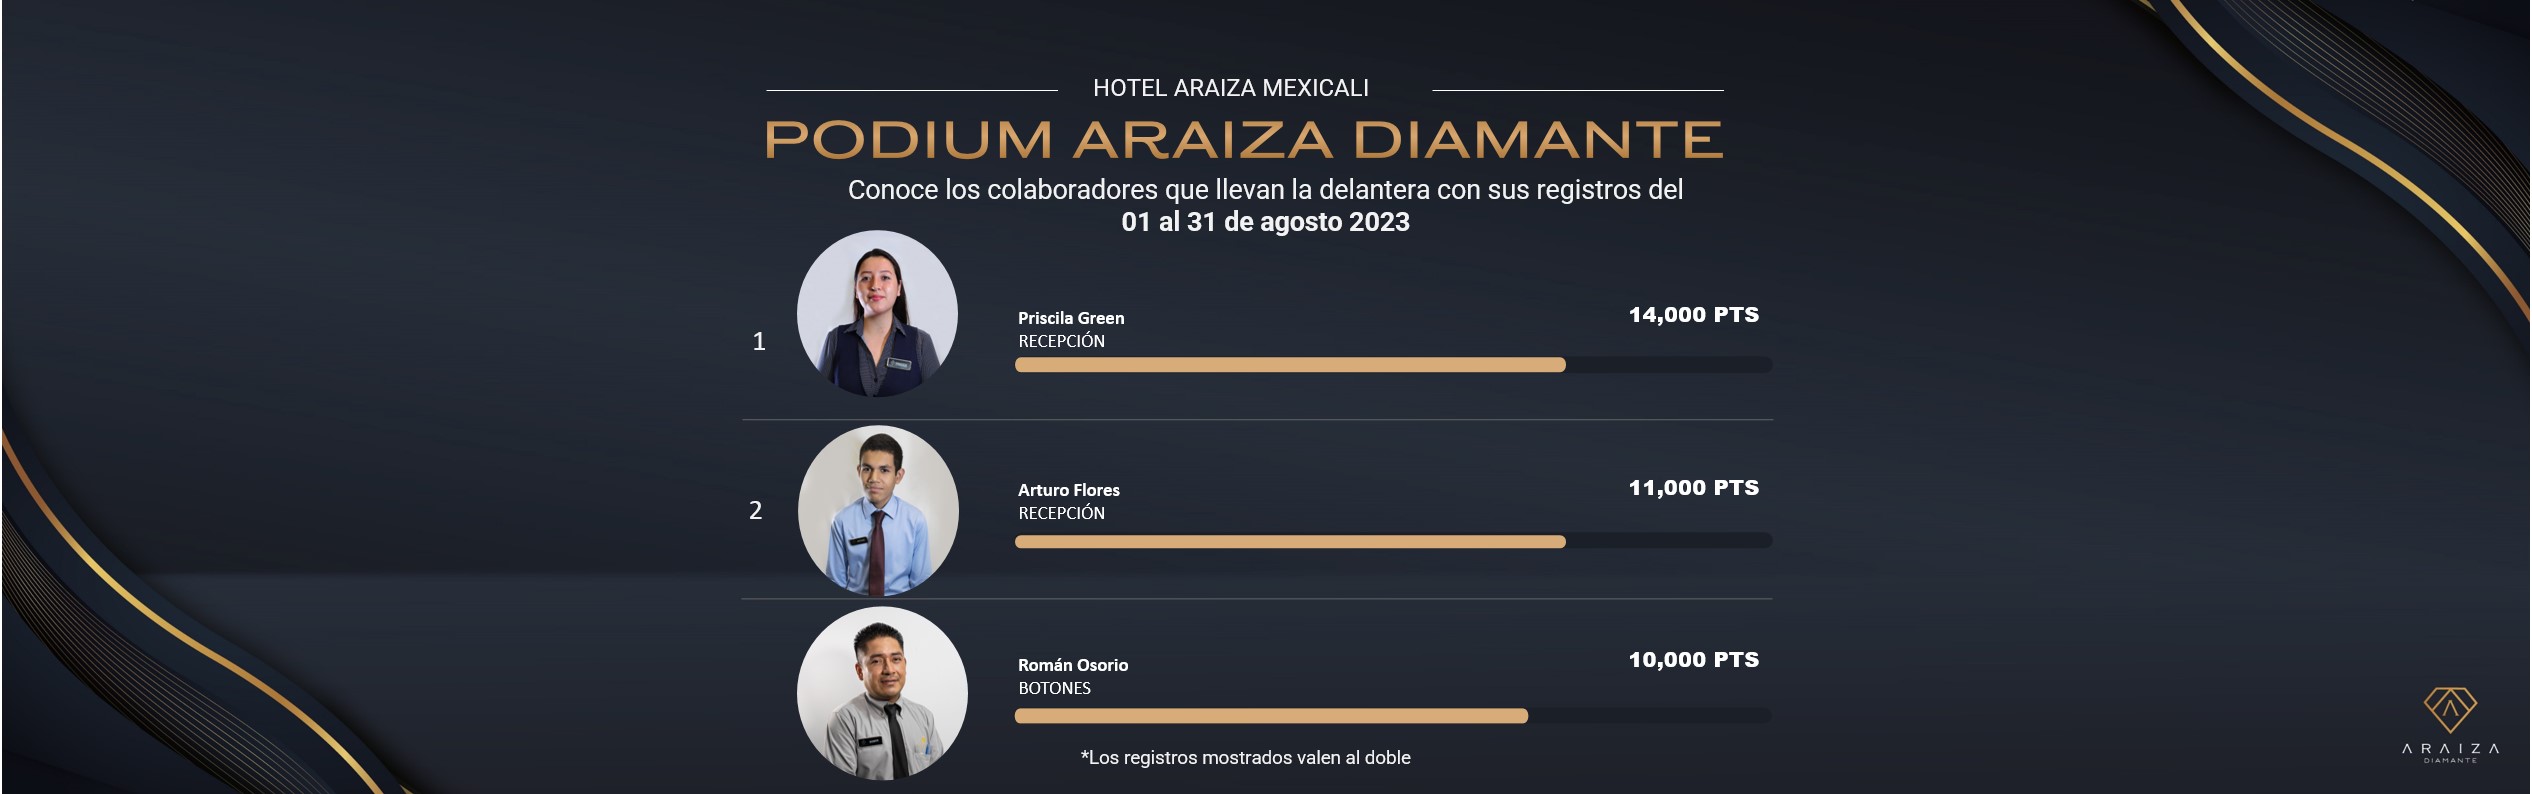 HOTEL ARAIZA MEXICALI
PODIUM ARAIZA DIAMANTE
Conoce los colaboradores que llevan la delantera con sus registros del
01 al 31 de agosto 2023
1
Priscila Green
RECEPCIÓN
14,000 PTS
2
Arturo Flores
RECEPCIÓN
11,000 PTS
Román Osorio
BOTONES
10,000 PTS
*Los registros mostrados valen al doble
ARAIZA
DIAMANTE